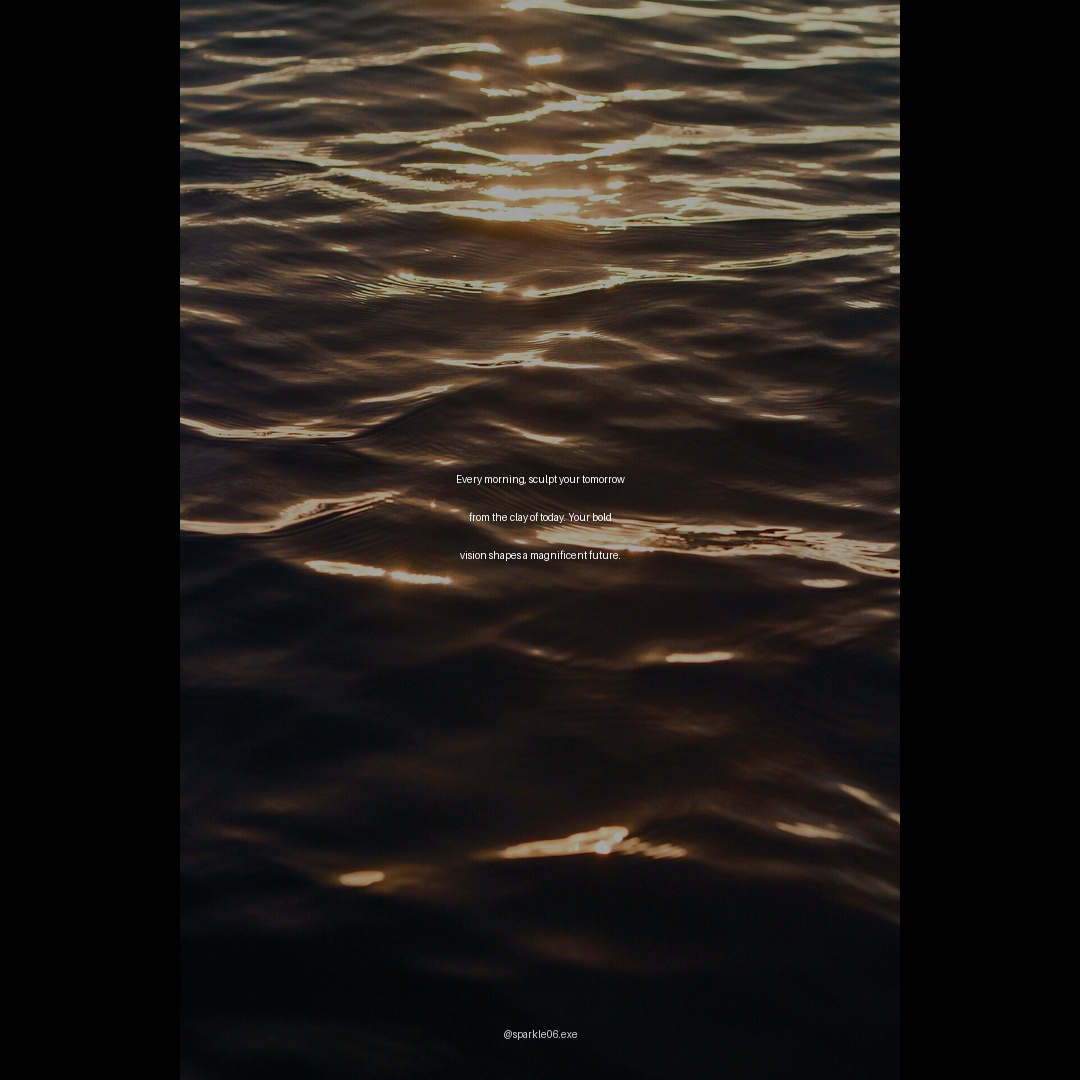 Every morning, sculpt your tomorrow
from the clay of today. Your bold
vision shapes a magnificent future.
@sparkle06.exe